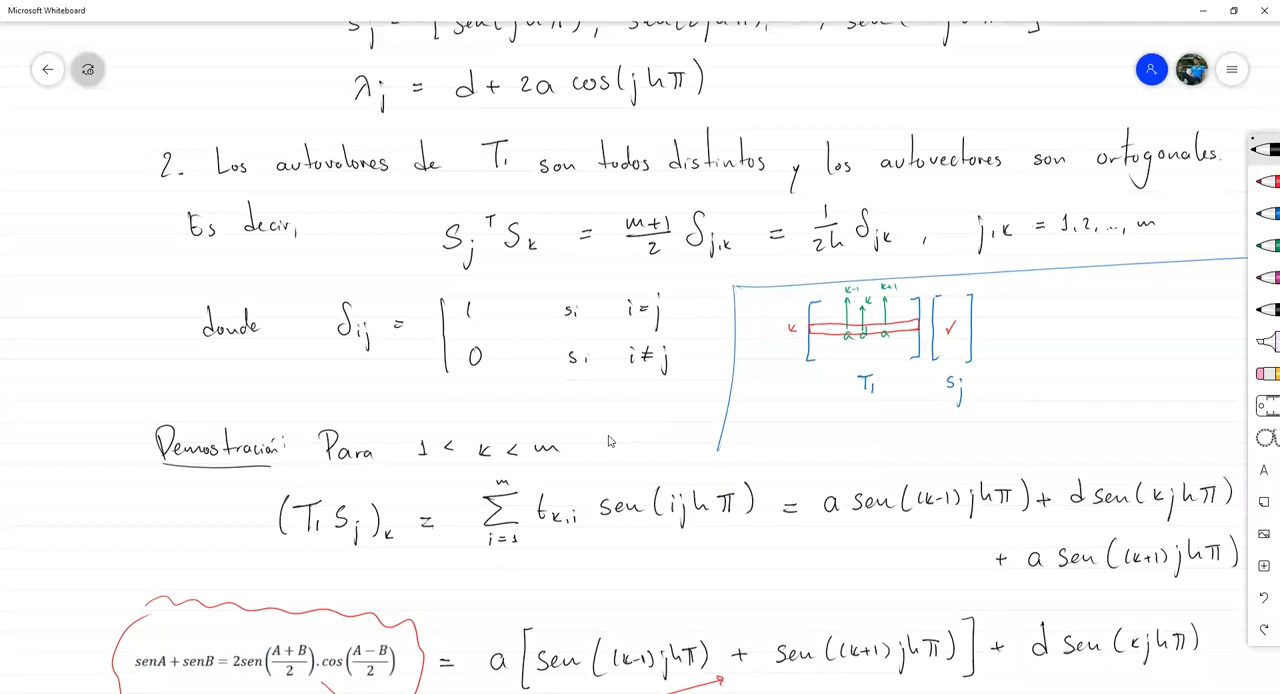 Microsoft Whiteboard
λj = d + 2a cos(jhπ)
2. Los autovalores de T1 son todos distintos y los autovectores son ortogonales.
Es decir, Sj^T Sk = m+1/2 δj,k = 1/2h δjk , j,k = 1,2,...,m
donde δij = 1 si i=j
0 si i≠j
k-1 k k+1
k a d a ✓
T1 Sj
Demostración: Para 1 < k < m
(T1 Sj)k = Σ_{j=1}^{m} tk,i sen(ijhπ) = a sen((k-1)jhπ) + d sen(kjhπ)
+ a sen((k+1)jhπ)
senA + senB = 2sen(A+B/2).cos(A−B/2) = a[sen((k-1)jhπ) + sen((k+1)jhπ)] + d sen(kjhπ)
A